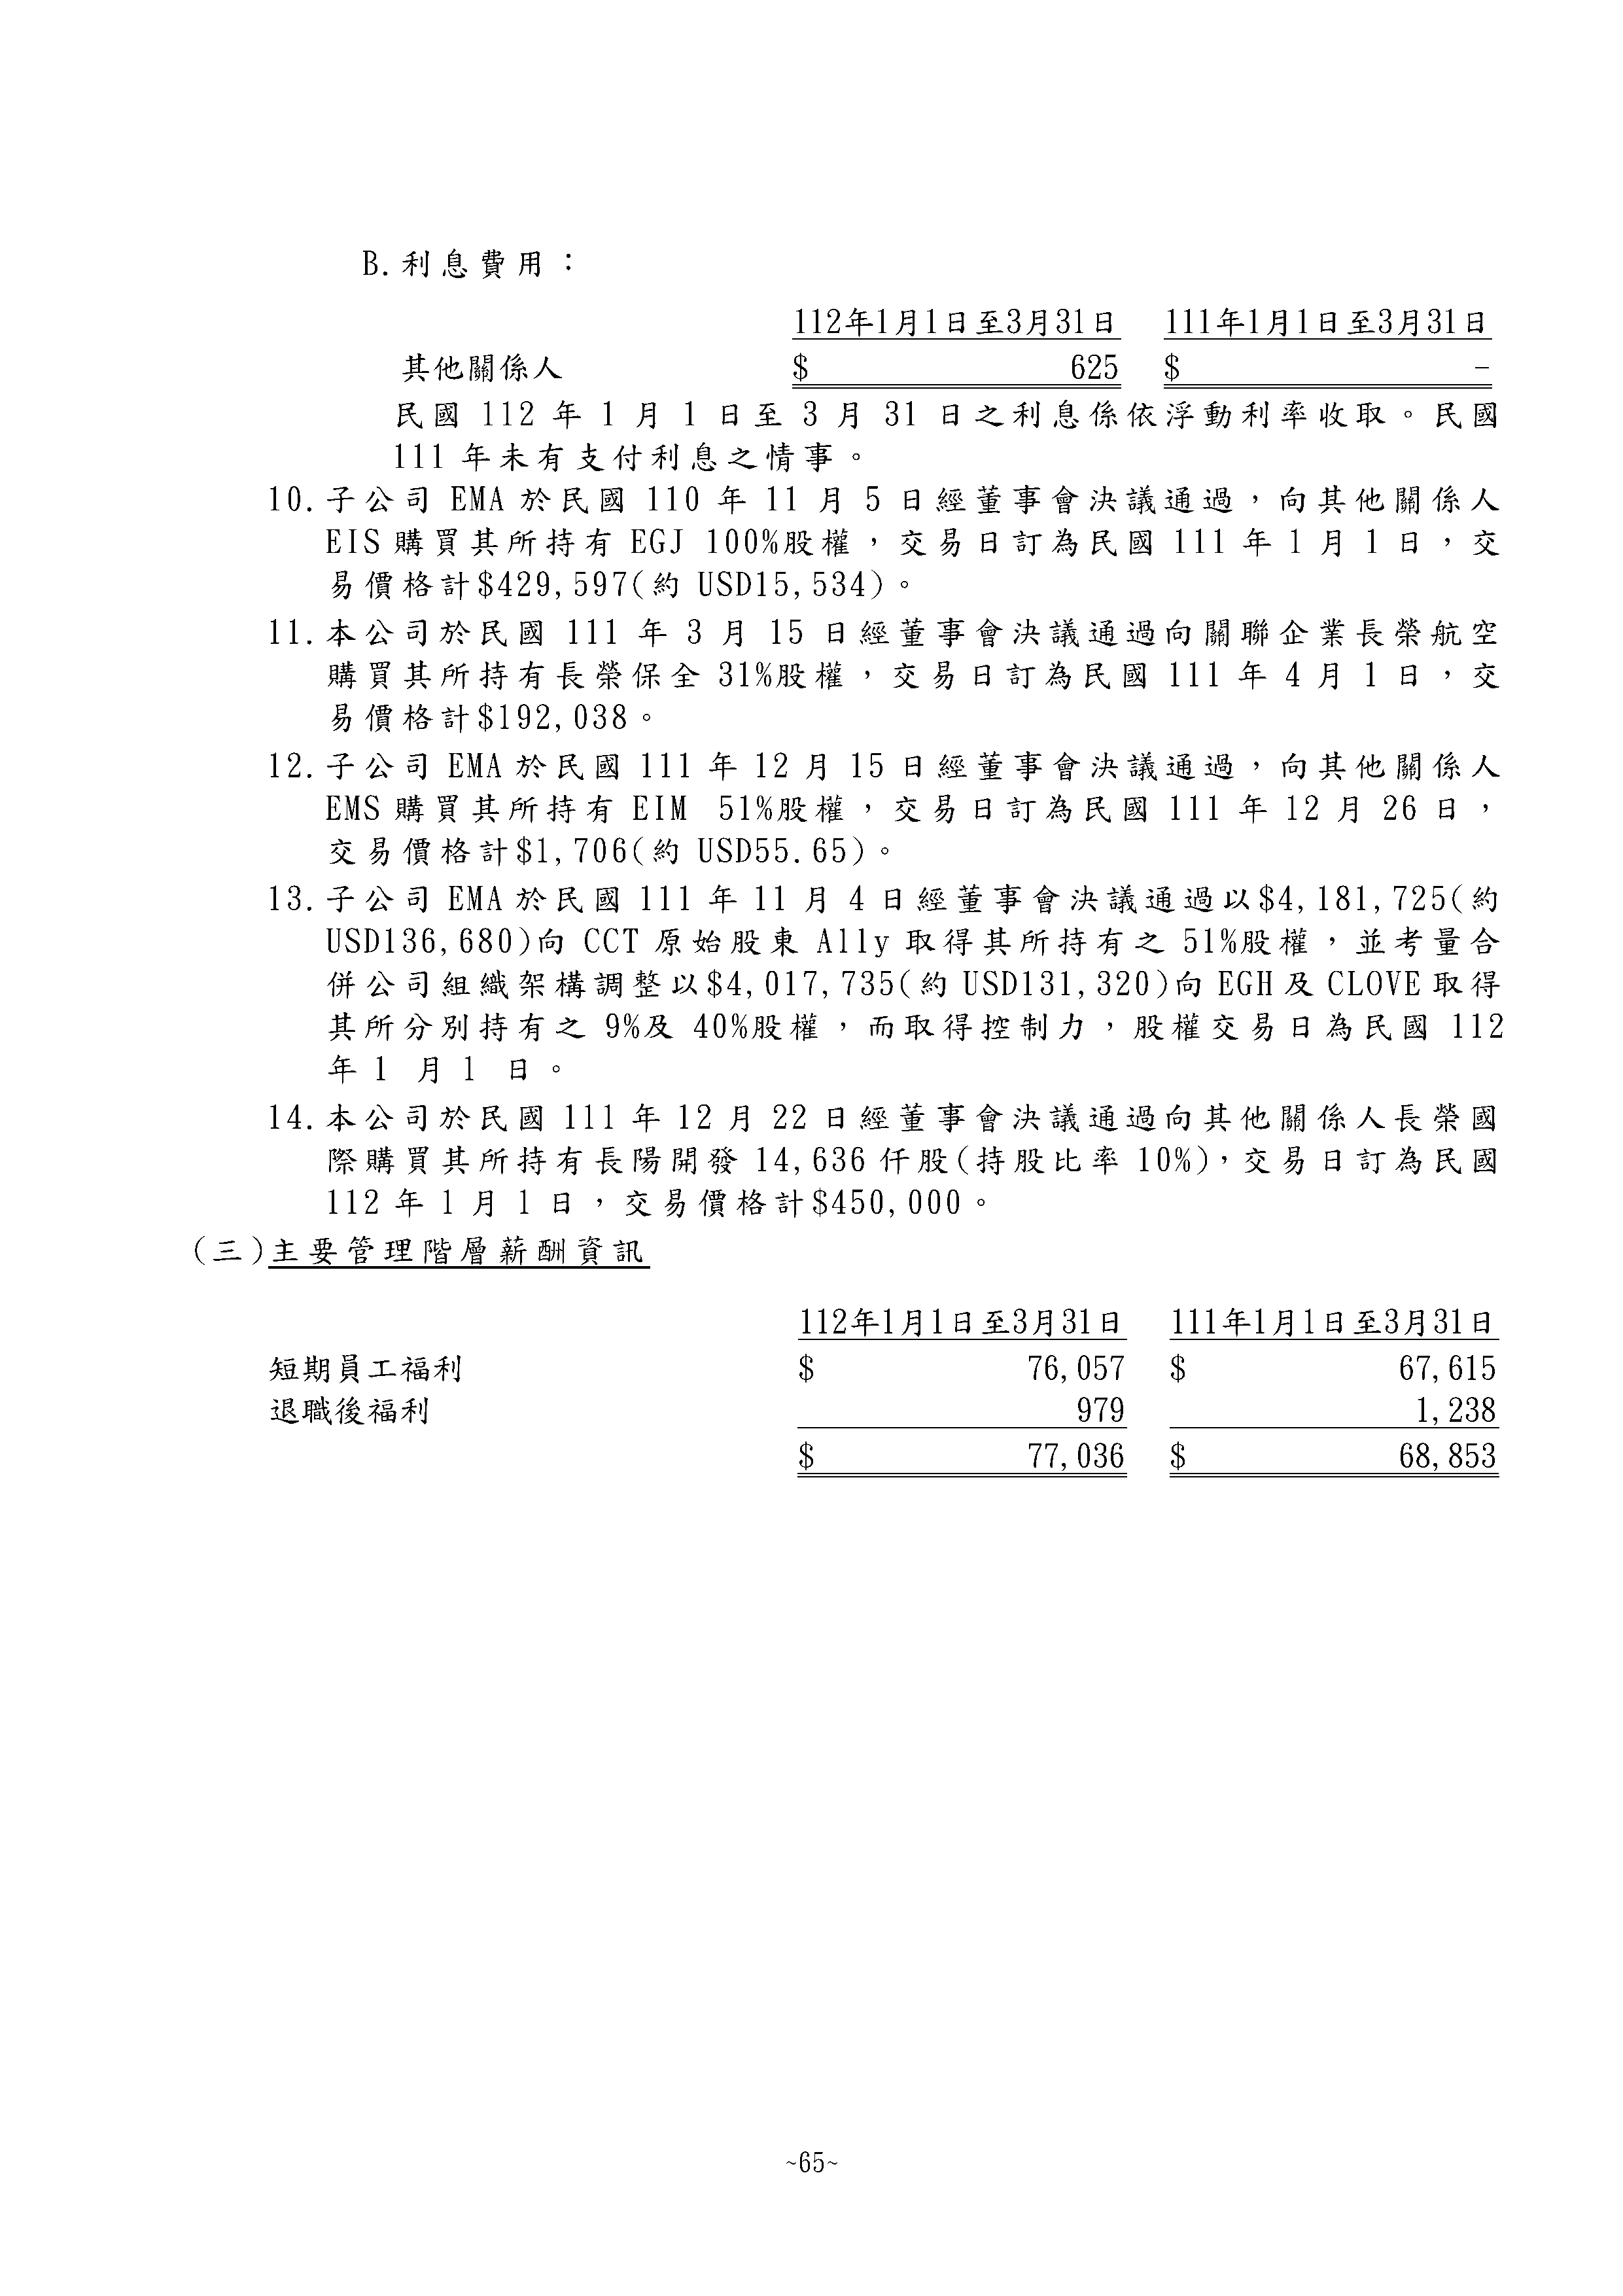 B.利息費用：
112年1月1日至3月31日 111年1月1日至3月31日
其他關係人 $ 625 $ -
民國 112 年 1 月 1 日至 3 月 31 日之利息係依浮動利率收取。民國
111 年未有支付利息之情事。
10.子公司 EMA 於民國 110 年 11 月 5 日經董事會決議通過，向其他關係人
EIS 購買其所持有 EGJ 100%股權，交易日訂為民國 111 年 1 月 1 日，交
易價格計$429,597(約 USD15,534)。
11.本公司於民國 111 年 3 月 15 日經董事會決議通過向關聯企業長榮航空
購買其所持有長榮保全 31%股權，交易日訂為民國 111 年 4 月 1 日，交
易價格計$192,038。
12.子公司 EMA 於民國 111 年 12 月 15 日經董事會決議通過，向其他關係人
EMS 購買其所持有 EIM 51%股權，交易日訂為民國 111 年 12 月 26 日，
交易價格計$1,706(約 USD55.65)。
13.子公司 EMA 於民國 111 年 11 月 4 日經董事會決議通過以$4,181,725(約
USD136,680)向 CCT 原始股東 Ally 取得其所持有之 51%股權，並考量合
併公司組織架構調整以$4,017,735(約 USD131,320)向 EGH 及 CLOVE 取得
其所分別持有之 9%及 40%股權，而取得控制力，股權交易日為民國 112
年 1 月 1 日。
14.本公司於民國 111 年 12 月 22 日經董事會決議通過向其他關係人長榮國
際購買其所持有長陽開發 14,636 仟股(持股比率 10%)，交易日訂為民國
112 年 1 月 1 日，交易價格計$450,000。
(三)主要管理階層薪酬資訊
112年1月1日至3月31日 111年1月1日至3月31日
短期員工福利 $ 76,057 $ 67,615
退職後福利 979 1,238
$ 77,036 $ 68,853
~65~